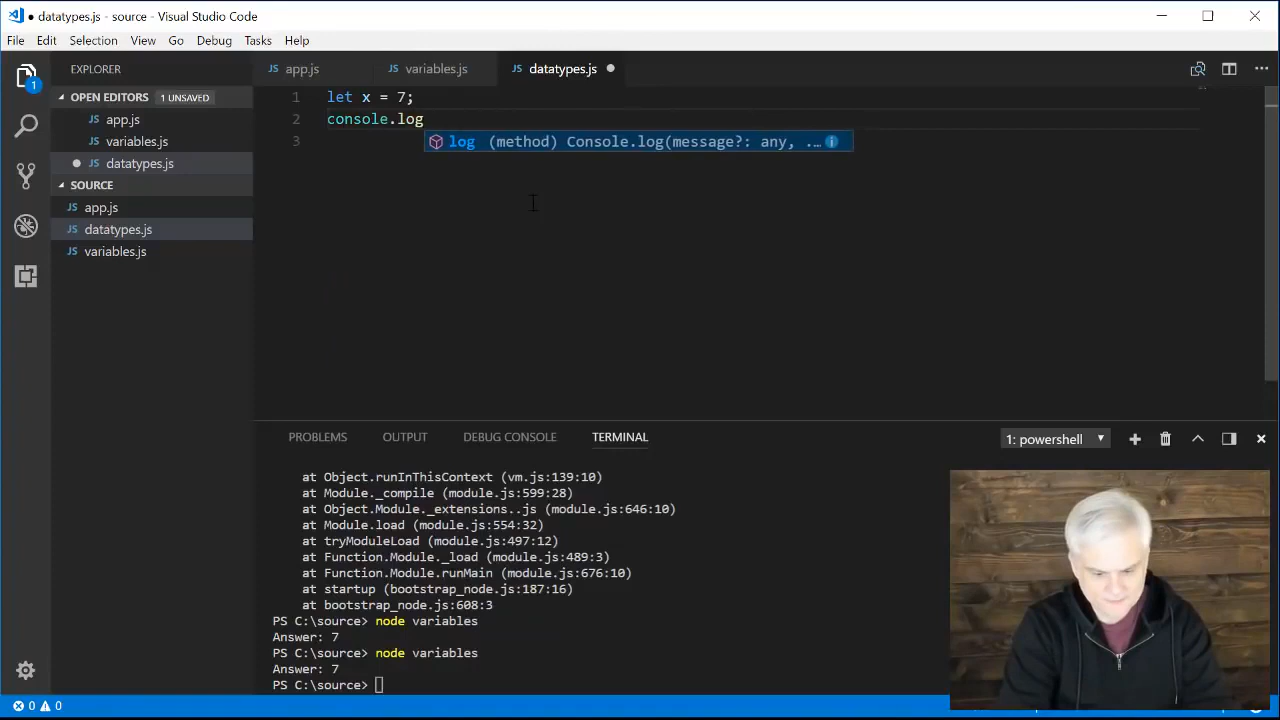 ● datatypes.js - source - Visual Studio Code
File Edit Selection View Go Debug Tasks Help
EXPLORER
OPEN EDITORS 1 UNSAVED
JS app.js
JS variables.js
● JS datatypes.js
SOURCE
JS app.js
JS datatypes.js
JS variables.js
1
JS app.js JS variables.js JS datatypes.js ●
1 let x = 7;
2 console.log
3
log (method) Console.log(message?: any, ...
PROBLEMS OUTPUT DEBUG CONSOLE TERMINAL 1: powershell
at Object.runInThisContext (vm.js:139:10)
at Module._compile (module.js:599:28)
at Object.Module._extensions..js (module.js:646:10)
at Module.load (module.js:554:32)
at tryModuleLoad (module.js:497:12)
at Function.Module._load (module.js:489:3)
at Function.Module.runMain (module.js:676:10)
at startup (bootstrap_node.js:187:16)
at bootstrap_node.js:608:3
PS C:\source> node variables
Answer: 7
PS C:\source> node variables
Answer: 7
PS C:\source>
0 0